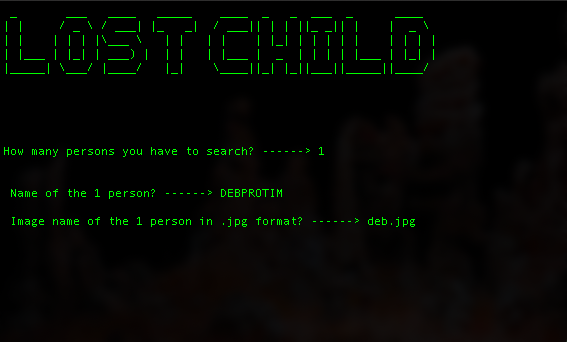 LOST CHILD
How many persons you have to search? ------> 1
Name of the 1 person? ------> DEBPROTIM
Image name of the 1 person in .jpg format? ------> deb.jpg